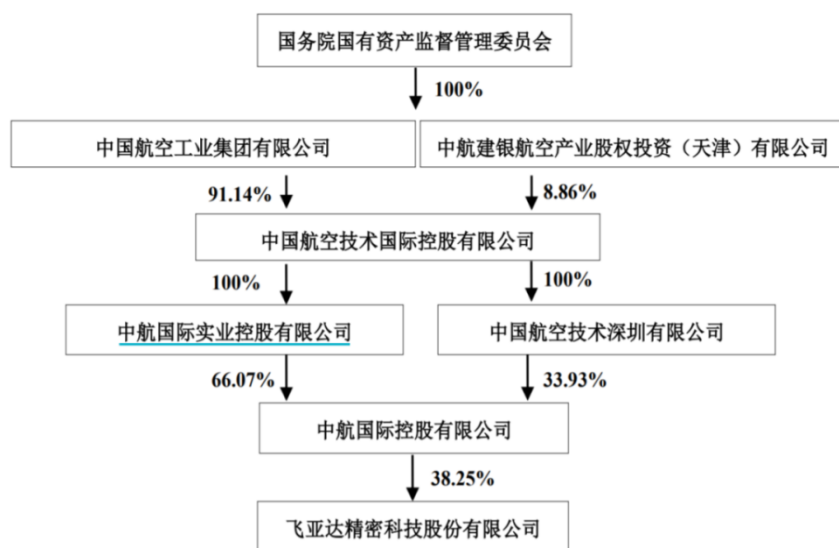 国务院国有资产监督管理委员会
100%
中国航空工业集团有限公司
中航建银航空产业股权投资（天津）有限公司
91.14%
8.86%
中国航空技术国际控股有限公司
100%
100%
中航国际实业控股有限公司
中国航空技术深圳有限公司
66.07%
33.93%
中航国际控股有限公司
38.25%
飞亚达精密科技股份有限公司